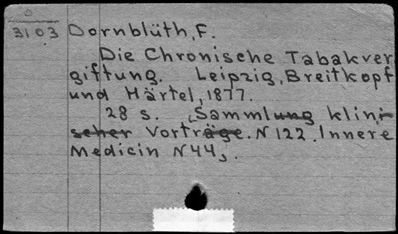 3103 Dornblüth, F.
Die Chronische Tabakver
giftung. Leipzig, Breitkopf
und Härtel, 1877.
28 s. (Sammlung klini-
scher Vorträge. N 122. Innere
Medicin N 44).